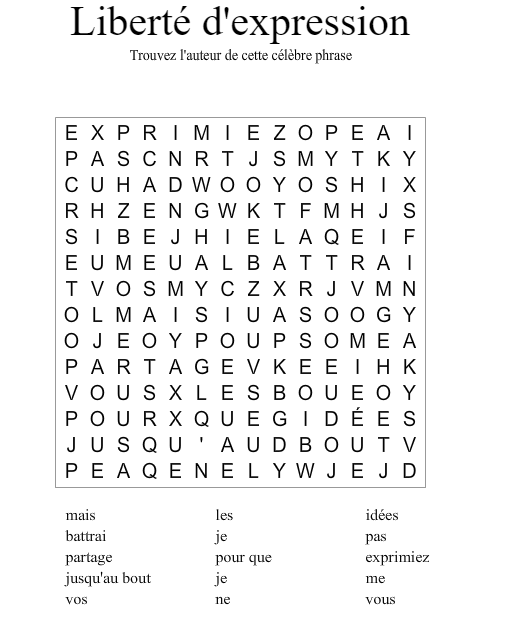 Liberté d'expression
Trouvez l'auteur de cette célèbre phrase
E X P R I M I E Z O P E A I
P A S C N R T J S M Y T K Y
C U H A D W O O Y O S H I X
R H Z E N G W K T F M H J S
S I B E J H I E L A Q E I F
E U M E U A L B A T T R A I
T V O S M Y C Z X R J V M N
O L M A I S I U A S O O G Y
O J E O Y P O U P S O M E A
P A R T A G E V K E E I H K
V O U S X L E S B O U E O Y
P O U R X Q U E G I D É E S
J U S Q U ' A U D B O U T V
P E A Q E N E L Y W J E J D
mais les idées
battrai je pas
partage pour que exprimiez
jusqu'au bout je me
vos ne vous